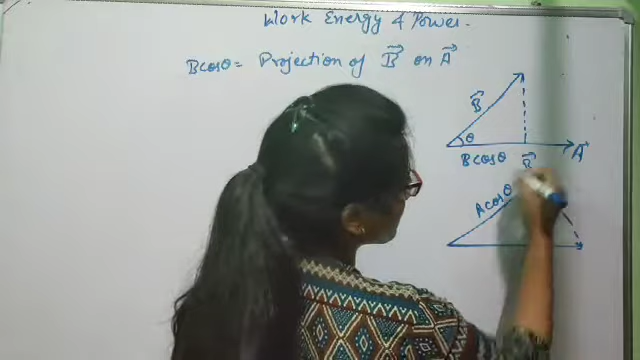 Work Energy & Power.
Bcosθ = Projection of B⃗ on A⃗
B⃗
θ
Bcosθ
A⃗
B⃗
Acosθ